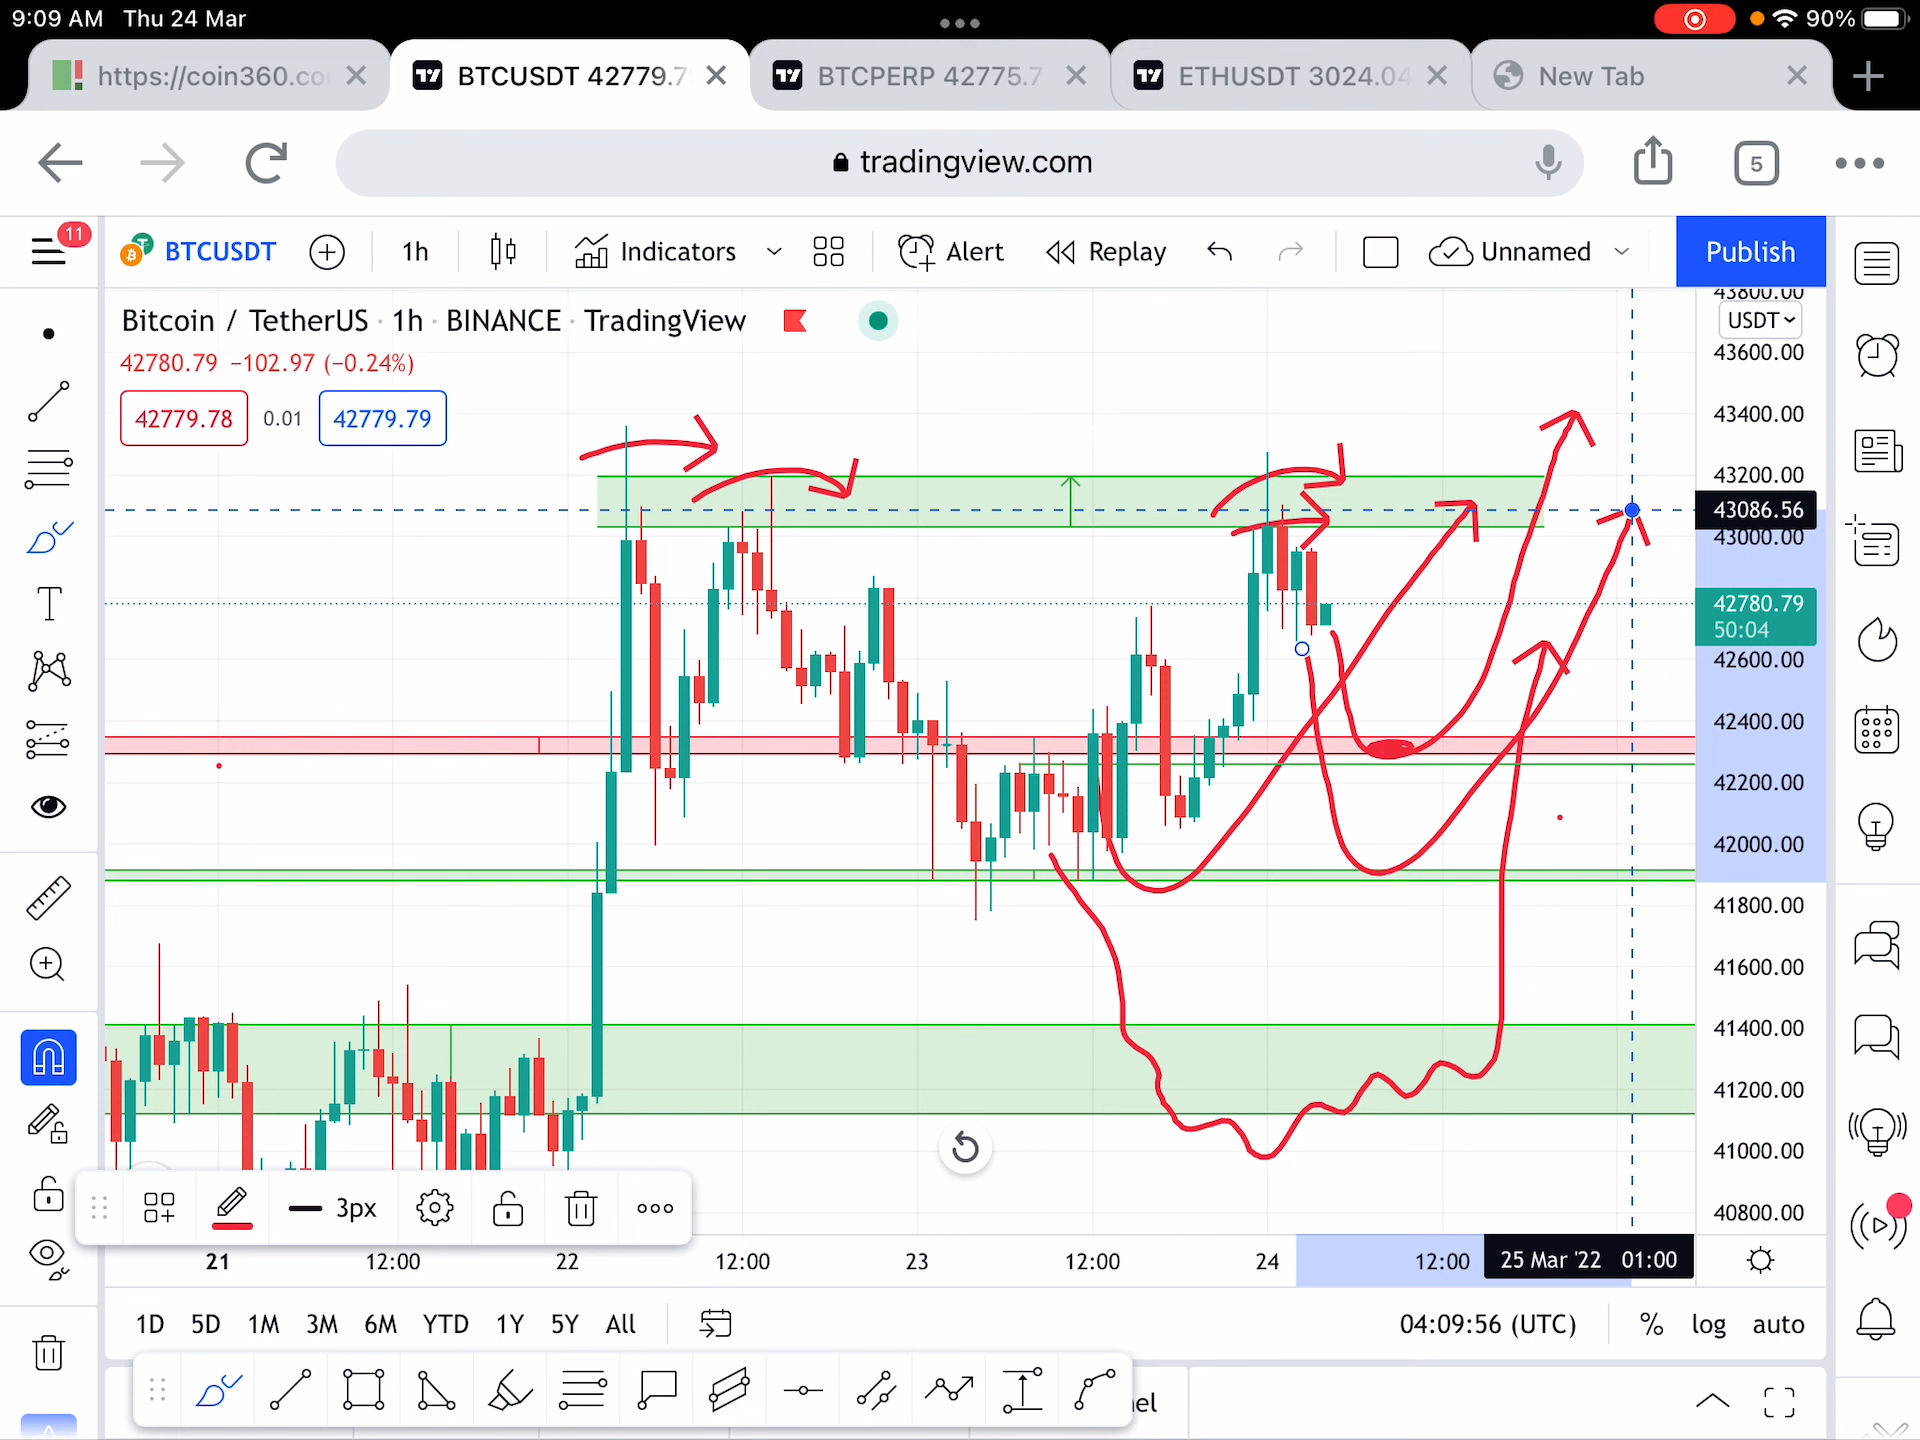 9:09 AM Thu 24 Mar
90%
https://coin360.co
BTCUSDT 42779.7
BTCPERP 42775.7
ETHUSDT 3024.04
New Tab
tradingview.com
5
11
BTCUSDT
1h
Indicators
Alert
Replay
Unnamed
Publish
Bitcoin / TetherUS · 1h · BINANCE · TradingView
42780.79 −102.97 (−0.24%)
42779.78
0.01
42779.79
43800.00
USDT
43600.00
43400.00
43200.00
43086.56
43000.00
42780.79
50:04
42600.00
42400.00
42200.00
42000.00
41800.00
41600.00
41400.00
41200.00
41000.00
40800.00
3px
21
12:00
22
12:00
23
12:00
24
12:00
25 Mar '22 01:00
1D
5D
1M
3M
6M
YTD
1Y
5Y
All
04:09:56 (UTC)
%
log
auto